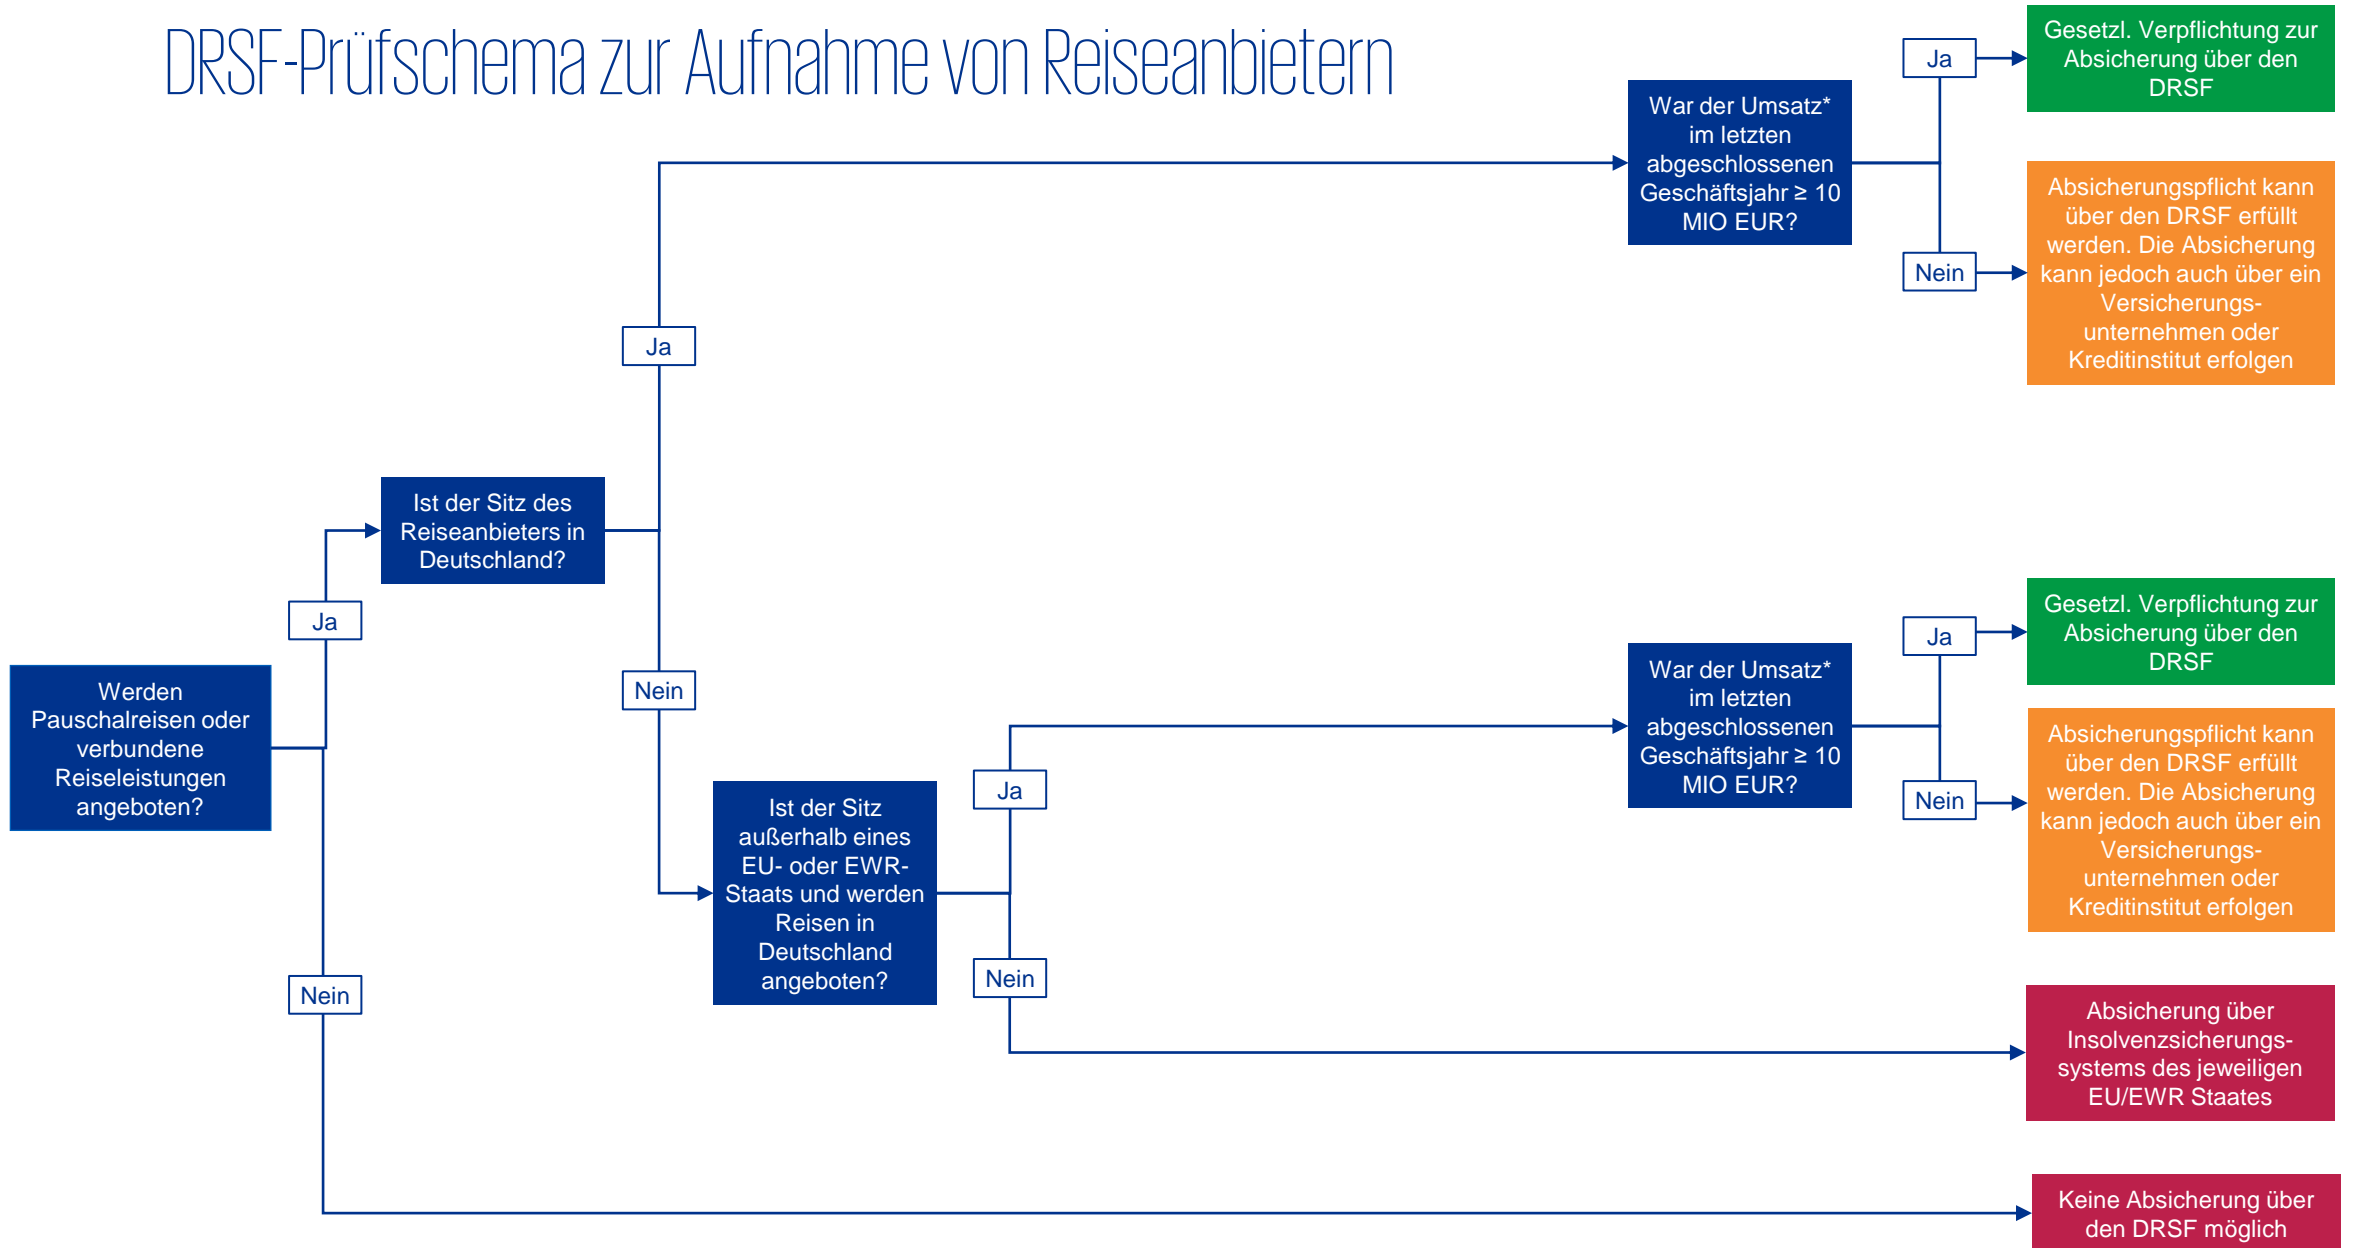 DRSF-Prüfschema zur Aufnahme von Reiseanbietern
Werden
Pauschalreisen oder
verbundene
Reiseleistungen
angeboten?
Ja
Nein
Ist der Sitz des
Reiseanbieters in
Deutschland?
Ja
Nein
Ist der Sitz
außerhalb eines
EU- oder EWR-
Staats und werden
Reisen in
Deutschland
angeboten?
Ja
Nein
War der Umsatz*
im letzten
abgeschlossenen
Geschäftsjahr ≥ 10
MIO EUR?
Ja
Nein
Gesetzl. Verpflichtung zur
Absicherung über den
DRSF
Absicherungspflicht kann
über den DRSF erfüllt
werden. Die Absicherung
kann jedoch auch über ein
Versicherungs-
unternehmen oder
Kreditinstitut erfolgen
War der Umsatz*
im letzten
abgeschlossenen
Geschäftsjahr ≥ 10
MIO EUR?
Ja
Nein
Gesetzl. Verpflichtung zur
Absicherung über den
DRSF
Absicherungspflicht kann
über den DRSF erfüllt
werden. Die Absicherung
kann jedoch auch über ein
Versicherungs-
unternehmen oder
Kreditinstitut erfolgen
Absicherung über
Insolvenzsicherungs-
systems des jeweiligen
EU/EWR Staates
Keine Absicherung über
den DRSF möglich